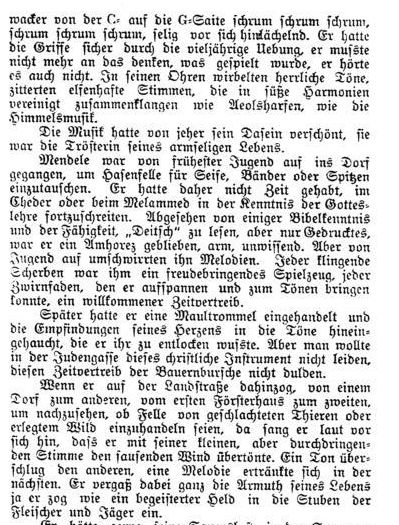 wacker von der C= auf die G=Saite schrum schrum schrum,
schrum schrum schrum, selig vor sich hinlächelnd. Er hatte
die Griffe sicher durch die vieljährige Uebung, er musste
nicht mehr an das denken, was gespielt wurde, er hörte
es auch nicht. In seinen Ohren wirbelten herrliche Töne,
zitterten elfenhafte Stimmen, die in süße Harmonien
vereinigt zusammenklangen wie Aeolsharfen, wie die
Himmelsmusik.
Die Musik hatte von jeher sein Dasein verschönt, sie
war die Trösterin seines armseligen Lebens.
Mendele war von frühester Jugend auf ins Dorf
gegangen, um Hasenfelle für Seife, Bänder oder Spitzen
einzutauschen. Er hatte daher nicht Zeit gehabt, im
Cheder oder beim Melammed in der Kenntnis der Gottes=
lehre fortzuschreiten. Abgesehen von einiger Bibelkenntnis
und der Fähigkeit, „Deitsch“ zu lesen, aber nur Gedrucktes,
war er ein Amhorez geblieben, arm, unwissend. Aber von
Jugend auf umschwirrten ihn Melodien. Jeder klingende
Scherben war ihm ein freudebringendes Spielzeug, jeder
Zwirnfaden, den er aufspannen und zum Tönen bringen
konnte, ein willkommener Zeitvertreib.
Später hatte er eine Maultrommel eingehandelt und
die Empfindungen seines Herzens in die Töne hinein=
gehaucht, die er ihr zu entlocken wusste. Aber man wollte
in der Judengasse dieses christliche Instrument nicht leiden,
diesen Zeitvertreib der Bauernbursche nicht dulden.
Wenn er auf der Landstraße dahinzog, von einem
Dorf zum anderen, vom ersten Försterhaus zum zweiten,
um nachzusehen, ob Felle von geschlachteten Thieren oder
erlegtem Wild einzuhandeln seien, da sang er laut vor
sich hin, dass er mit seiner kleinen, aber durchdringen=
den Stimme den sausenden Wind übertönte. Ein Ton über=
schlug den anderen, eine Melodie ertränkte sich in der
nächsten. Er vergaß dabei ganz die Armuth seines Lebens
ja er zog wie ein begeisterter Held in die Stuben der
Fleischer und Jäger ein.